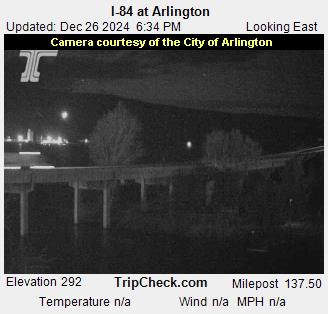 I-84 at Arlington
Updated: Dec 26 2024 6:34 PM Looking East
Camera courtesy of the City of Arlington
Elevation 292 TripCheck.com Milepost 137.50
Temperature n/a Wind n/a MPH n/a